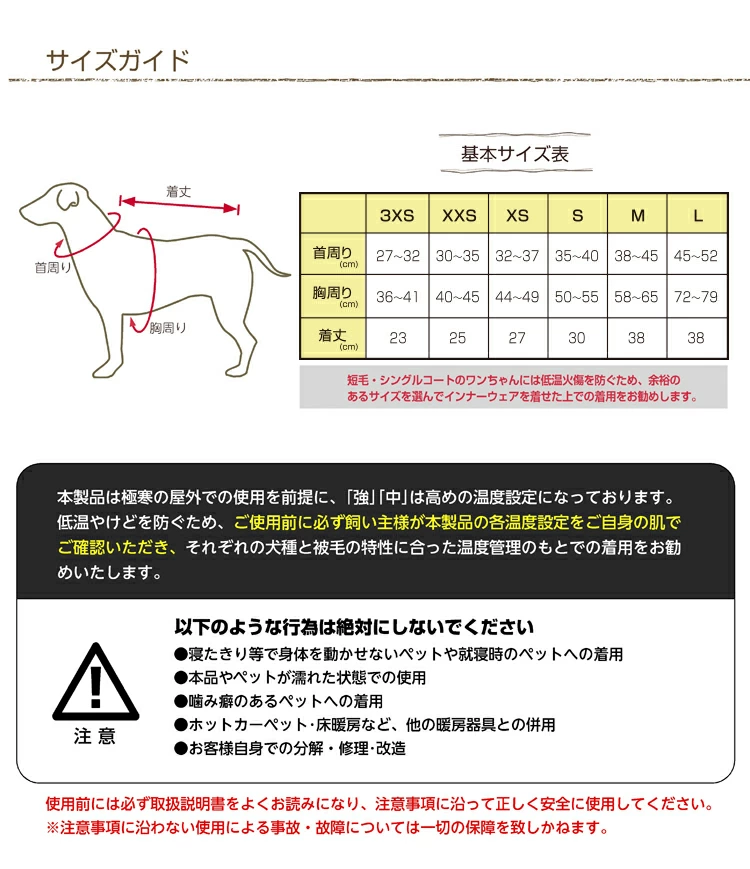 サイズガイド
基本サイズ表
着丈
首周り
胸周り
3XS XXS XS S M L
首周り(cm) 27~32 30~35 32~37 35~40 38~45 45~52
胸周り(cm) 36~41 40~45 44~49 50~55 58~65 72~79
着丈(cm) 23 25 27 30 38 38
短毛・シングルコートのワンちゃんには低温火傷を防ぐため、余裕の
あるサイズを選んでインナーウェアを着せた上での着用をお勧めします。
本製品は極寒の屋外での使用を前提に、「強」「中」は高めの温度設定になっております。
低温やけどを防ぐため、ご使用前に必ず飼い主様が本製品の各温度設定をご自身の肌で
ご確認いただき、それぞれの犬種と被毛の特性に合った温度管理のもとでの着用をお勧
めいたします。
以下のような行為は絶対にしないでください
●寝たきり等で身体を動かせないペットや就寝時のペットへの着用
●本品やペットが濡れた状態での使用
●噛み癖のあるペットへの着用
●ホットカーペット・床暖房など、他の暖房器具との併用
●お客様自身での分解・修理・改造
注意
使用前には必ず取扱説明書をよくお読みになり、注意事項に沿って正しく安全に使用してください。
※注意事項に沿わない使用による事故・故障については一切の保障を致しかねます。